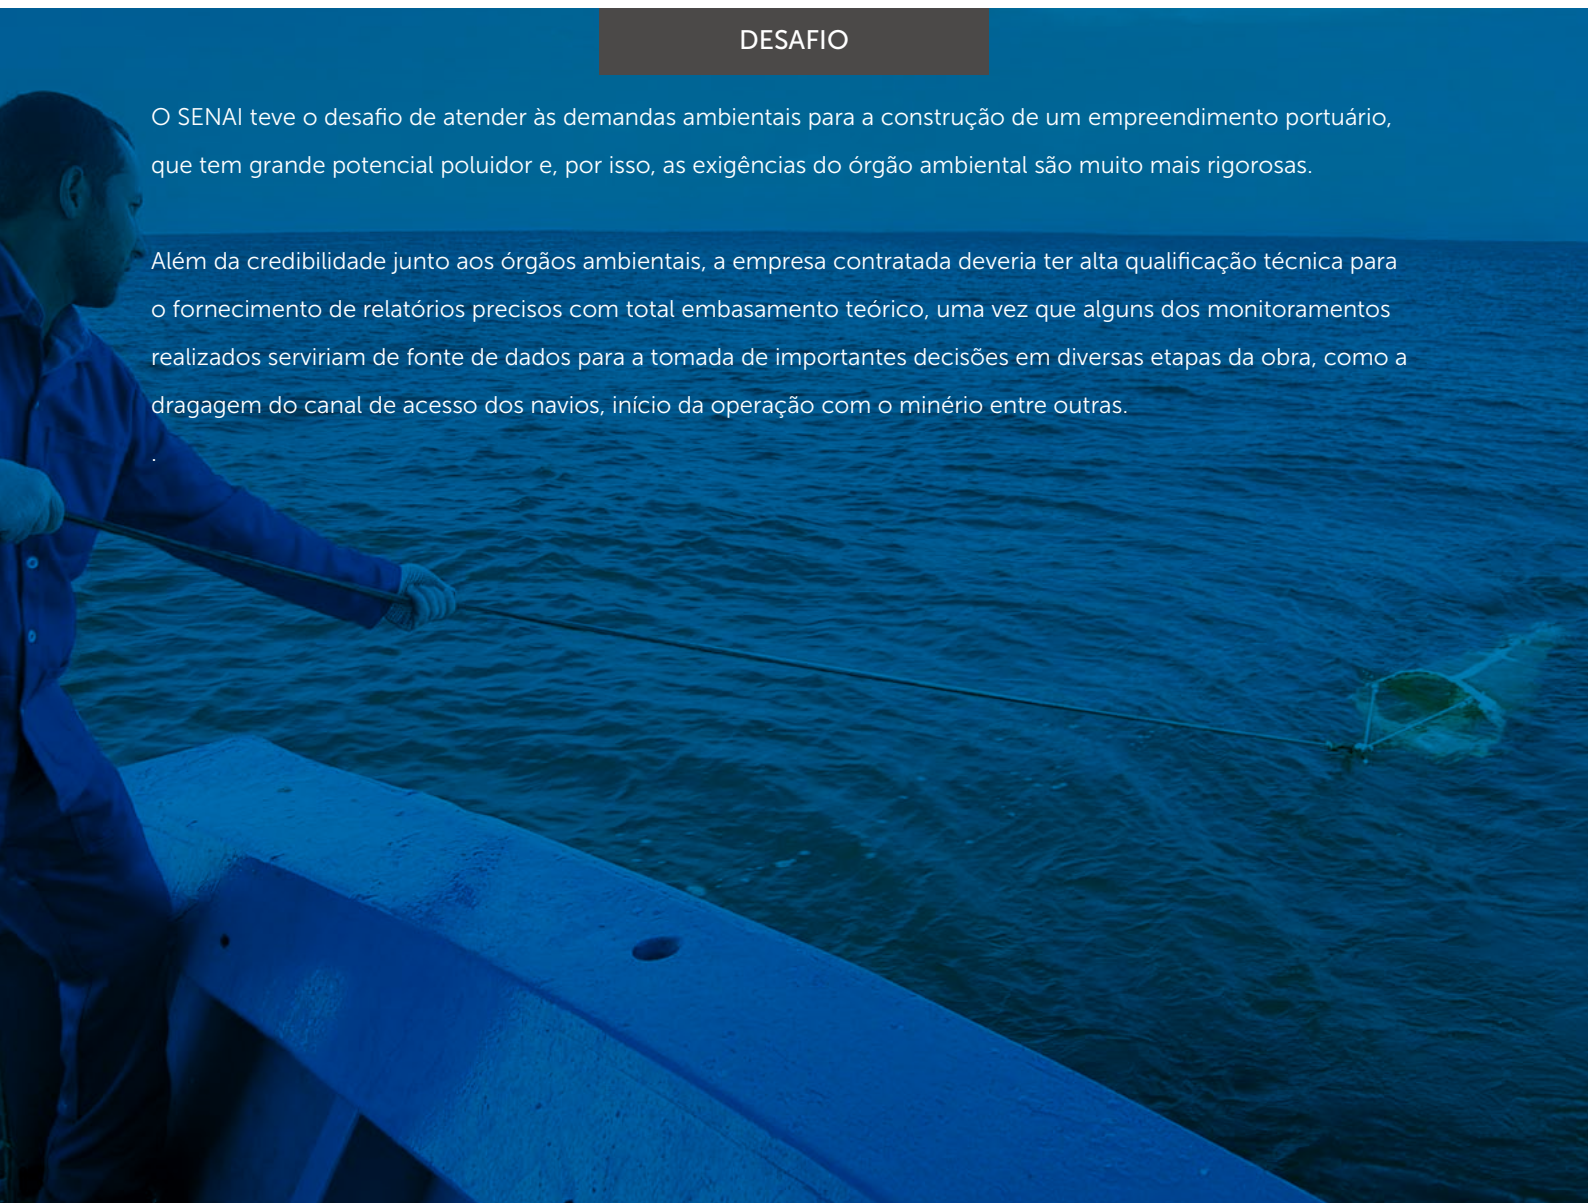 DESAFIO
O SENAI teve o desafio de atender às demandas ambientais para a construção de um empreendimento portuário,
que tem grande potencial poluidor e, por isso, as exigências do órgão ambiental são muito mais rigorosas.
Além da credibilidade junto aos órgãos ambientais, a empresa contratada deveria ter alta qualificação técnica para
o fornecimento de relatórios precisos com total embasamento teórico, uma vez que alguns dos monitoramentos
realizados serviriam de fonte de dados para a tomada de importantes decisões em diversas etapas da obra, como a
dragagem do canal de acesso dos navios, início da operação com o minério entre outras.
.